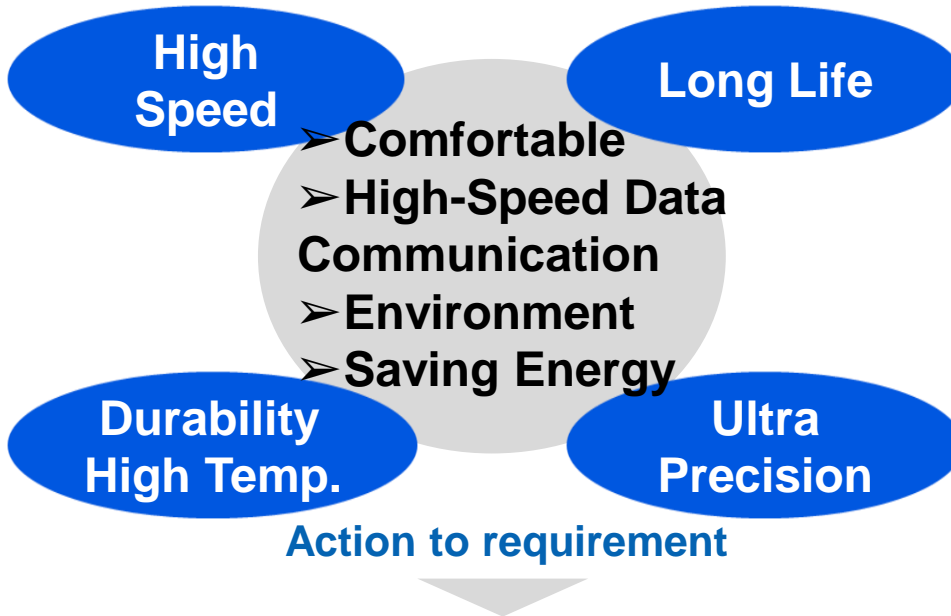 High
Speed
Long Life
➢Comfortable
➢High-Speed Data
Communication
➢Environment
➢Saving Energy
Durability
High Temp.
Ultra
Precision
Action to requirement